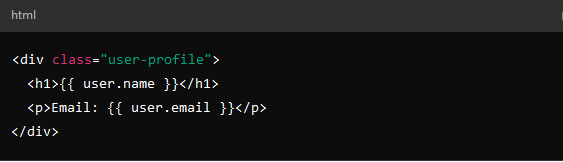 html
<div class="user-profile">
  <h1>{{ user.name }}</h1>
  <p>Email: {{ user.email }}</p>
</div>